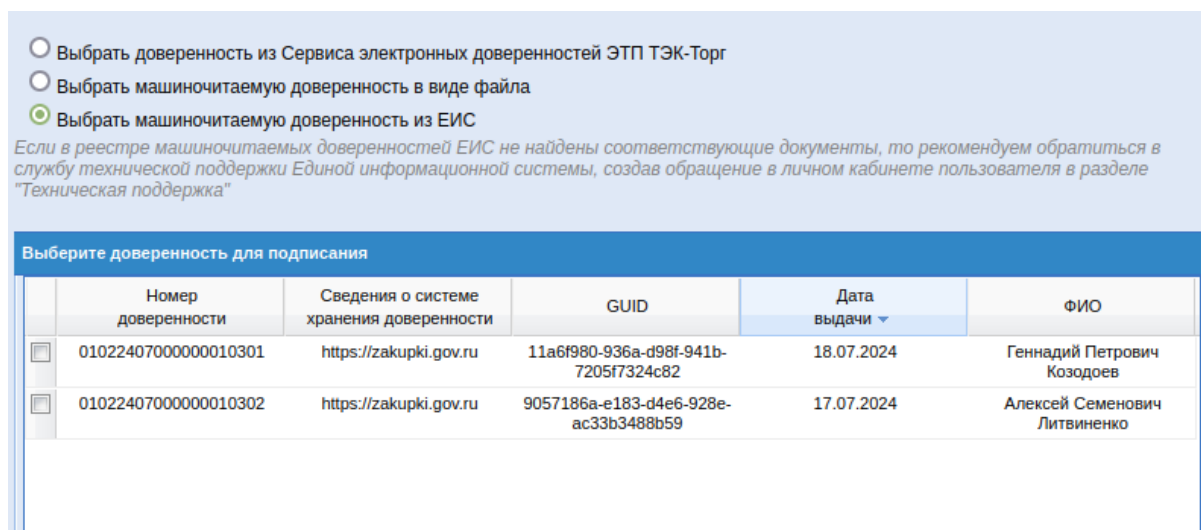 Выбрать доверенность из Сервиса электронных доверенностей ЭТП ТЭК-Торг
Выбрать машиночитаемую доверенность в виде файла
Выбрать машиночитаемую доверенность из ЕИС
Если в реестре машиночитаемых доверенностей ЕИС не найдены соответствующие документы, то рекомендуем обратиться в
службу технической поддержки Единой информационной системы, создав обращение в личном кабинете пользователя в разделе
"Техническая поддержка"
Выберите доверенность для подписания
Номер доверенности Сведения о системе хранения доверенности GUID Дата выдачи ФИО
01022407000000010301 https://zakupki.gov.ru 11a6f980-936a-d98f-941b- 18.07.2024 Геннадий Петрович
7205f7324c82 Козодоев
01022407000000010302 https://zakupki.gov.ru 9057186a-e183-d4e6-928e- 17.07.2024 Алексей Семенович
ac33b3488b59 Литвиненко